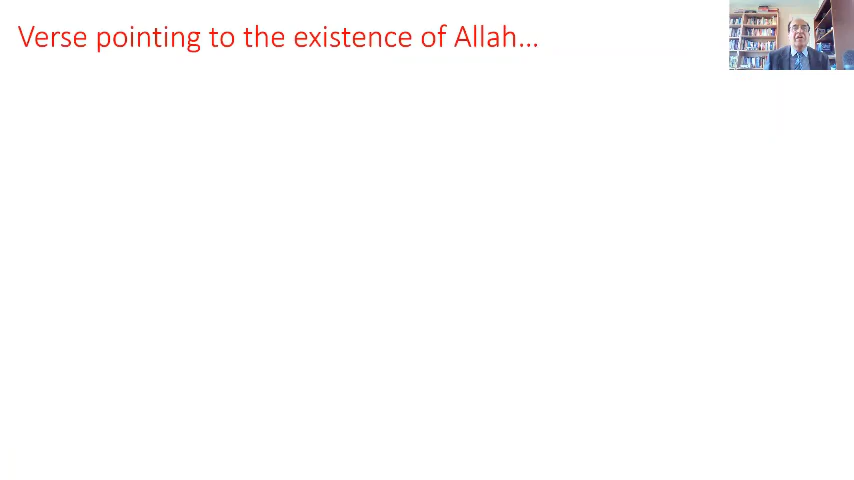 Verse pointing to the existence of Allah…